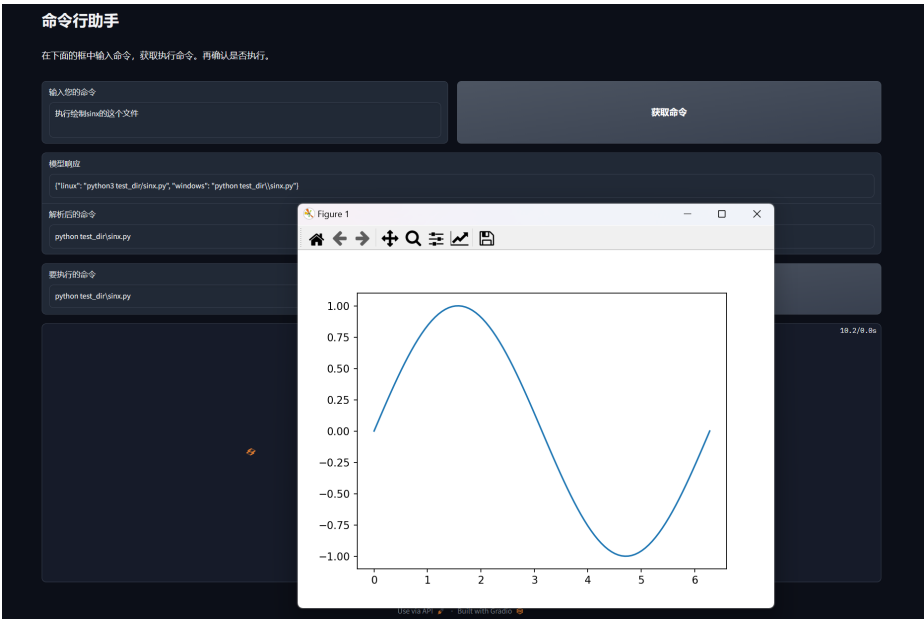 命令行助手
在下面的框中输入命令，获取执行命令。再确认是否执行。
输入您的命令
执行绘制sinx的这个文件
获取命令
模型响应
{"linux": "python3 test_dir/sinx.py", "windows": "python test_dir\\sinx.py"}
解析后的命令
python test_dir\sinx.py
要执行的命令
python test_dir\sinx.py
10.2/0.0s
Figure 1
1.00
0.75
0.50
0.25
0.00
−0.25
−0.50
−0.75
−1.00
0 1 2 3 4 5 6
Use via API · Built with Gradio